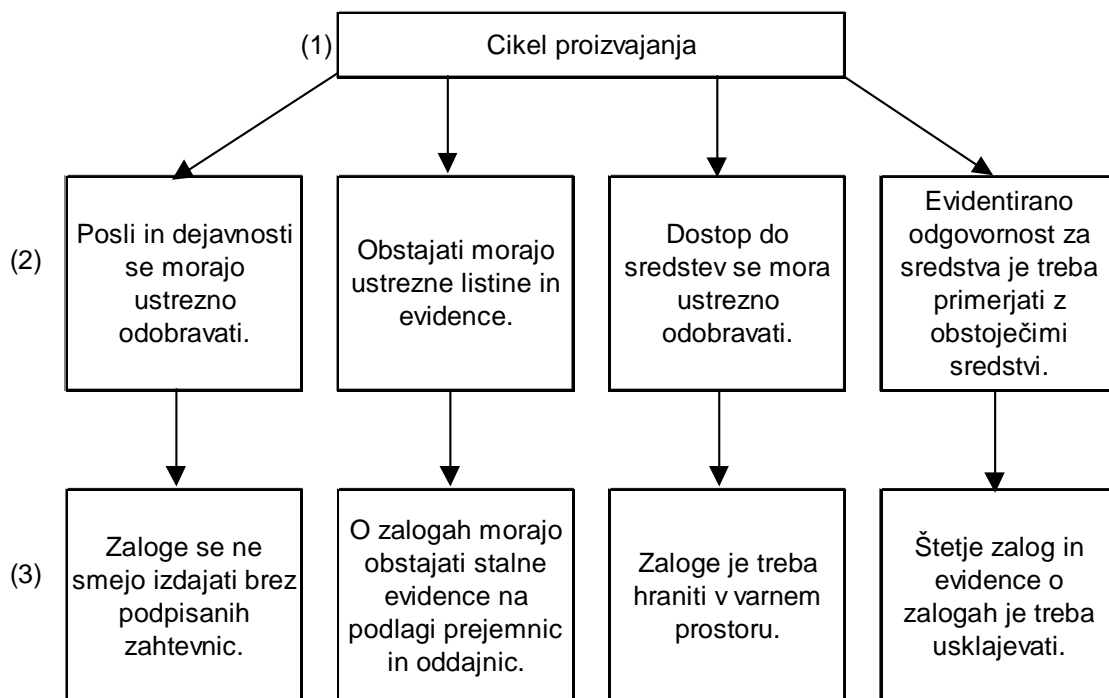 (1)
Cikel proizvajanja
(2)
Posli in dejavnosti
se morajo
ustrezno
odobravati.
Obstajati morajo
ustrezne listine in
evidence.
Dostop do
sredstev se mora
ustrezno
odobravati.
Evidentirano
odgovornost za
sredstva je treba
primerjati z
obstoječimi
sredstvi.
(3)
Zaloge se ne
smejo izdajati brez
podpisanih
zahtevnic.
O zalogah morajo
obstajati stalne
evidence na
podlagi prejemnic
in oddajnic.
Zaloge je treba
hraniti v varnem
prostoru.
Štetje zalog in
evidence o
zalogah je treba
usklajevati.